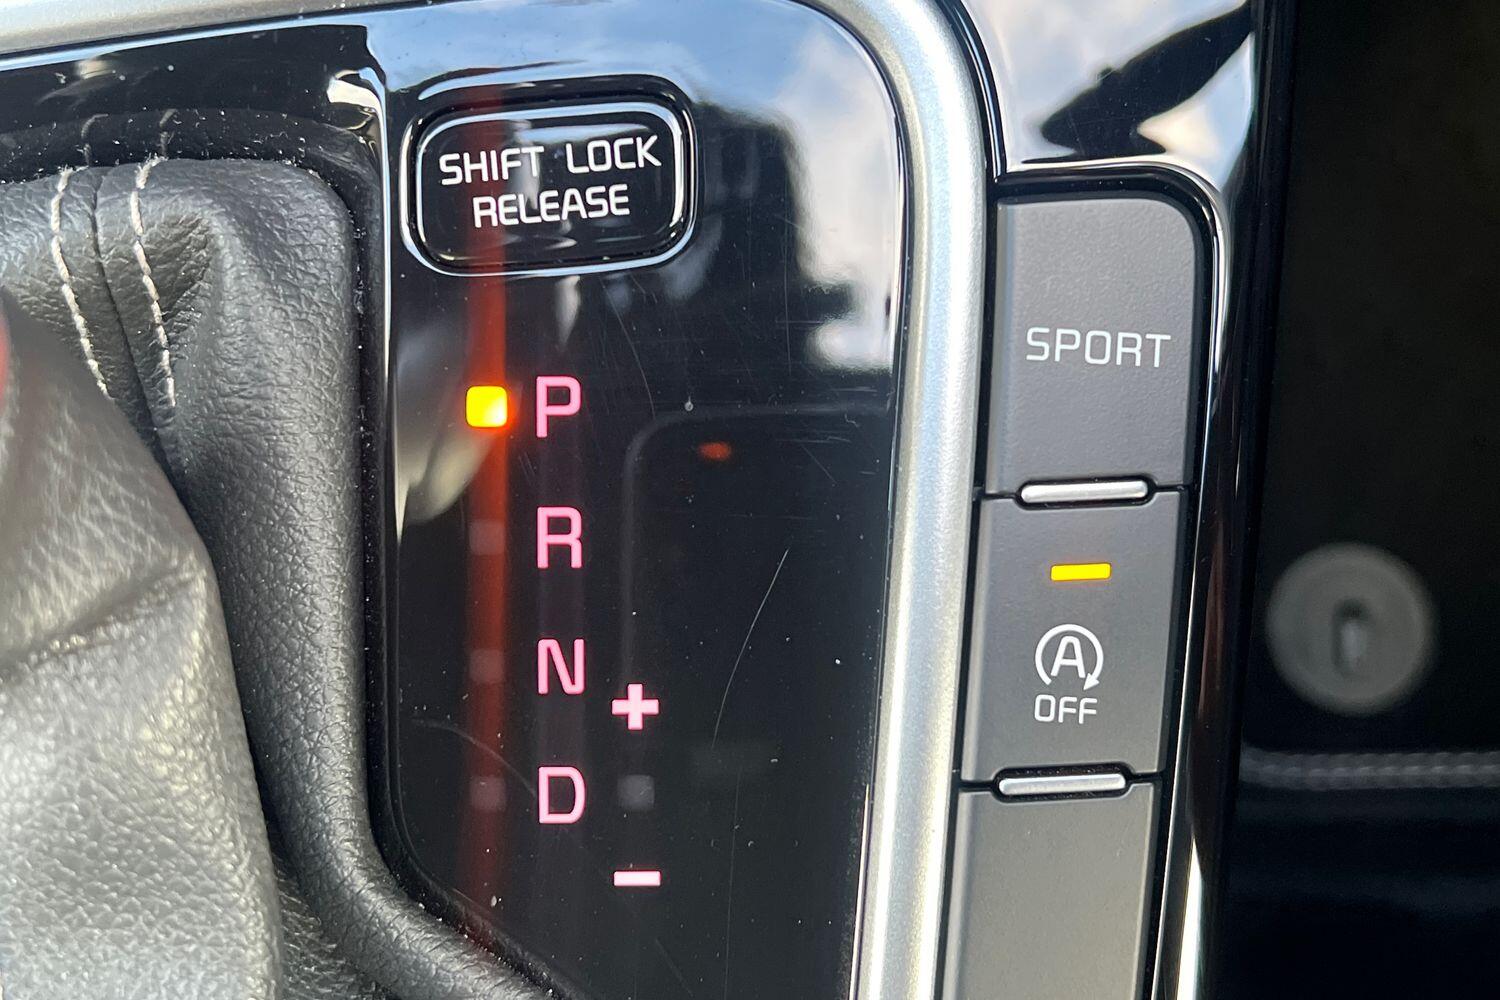 SHIFT LOCK
RELEASE
SPORT
P
R
N
+
D
-
A
OFF